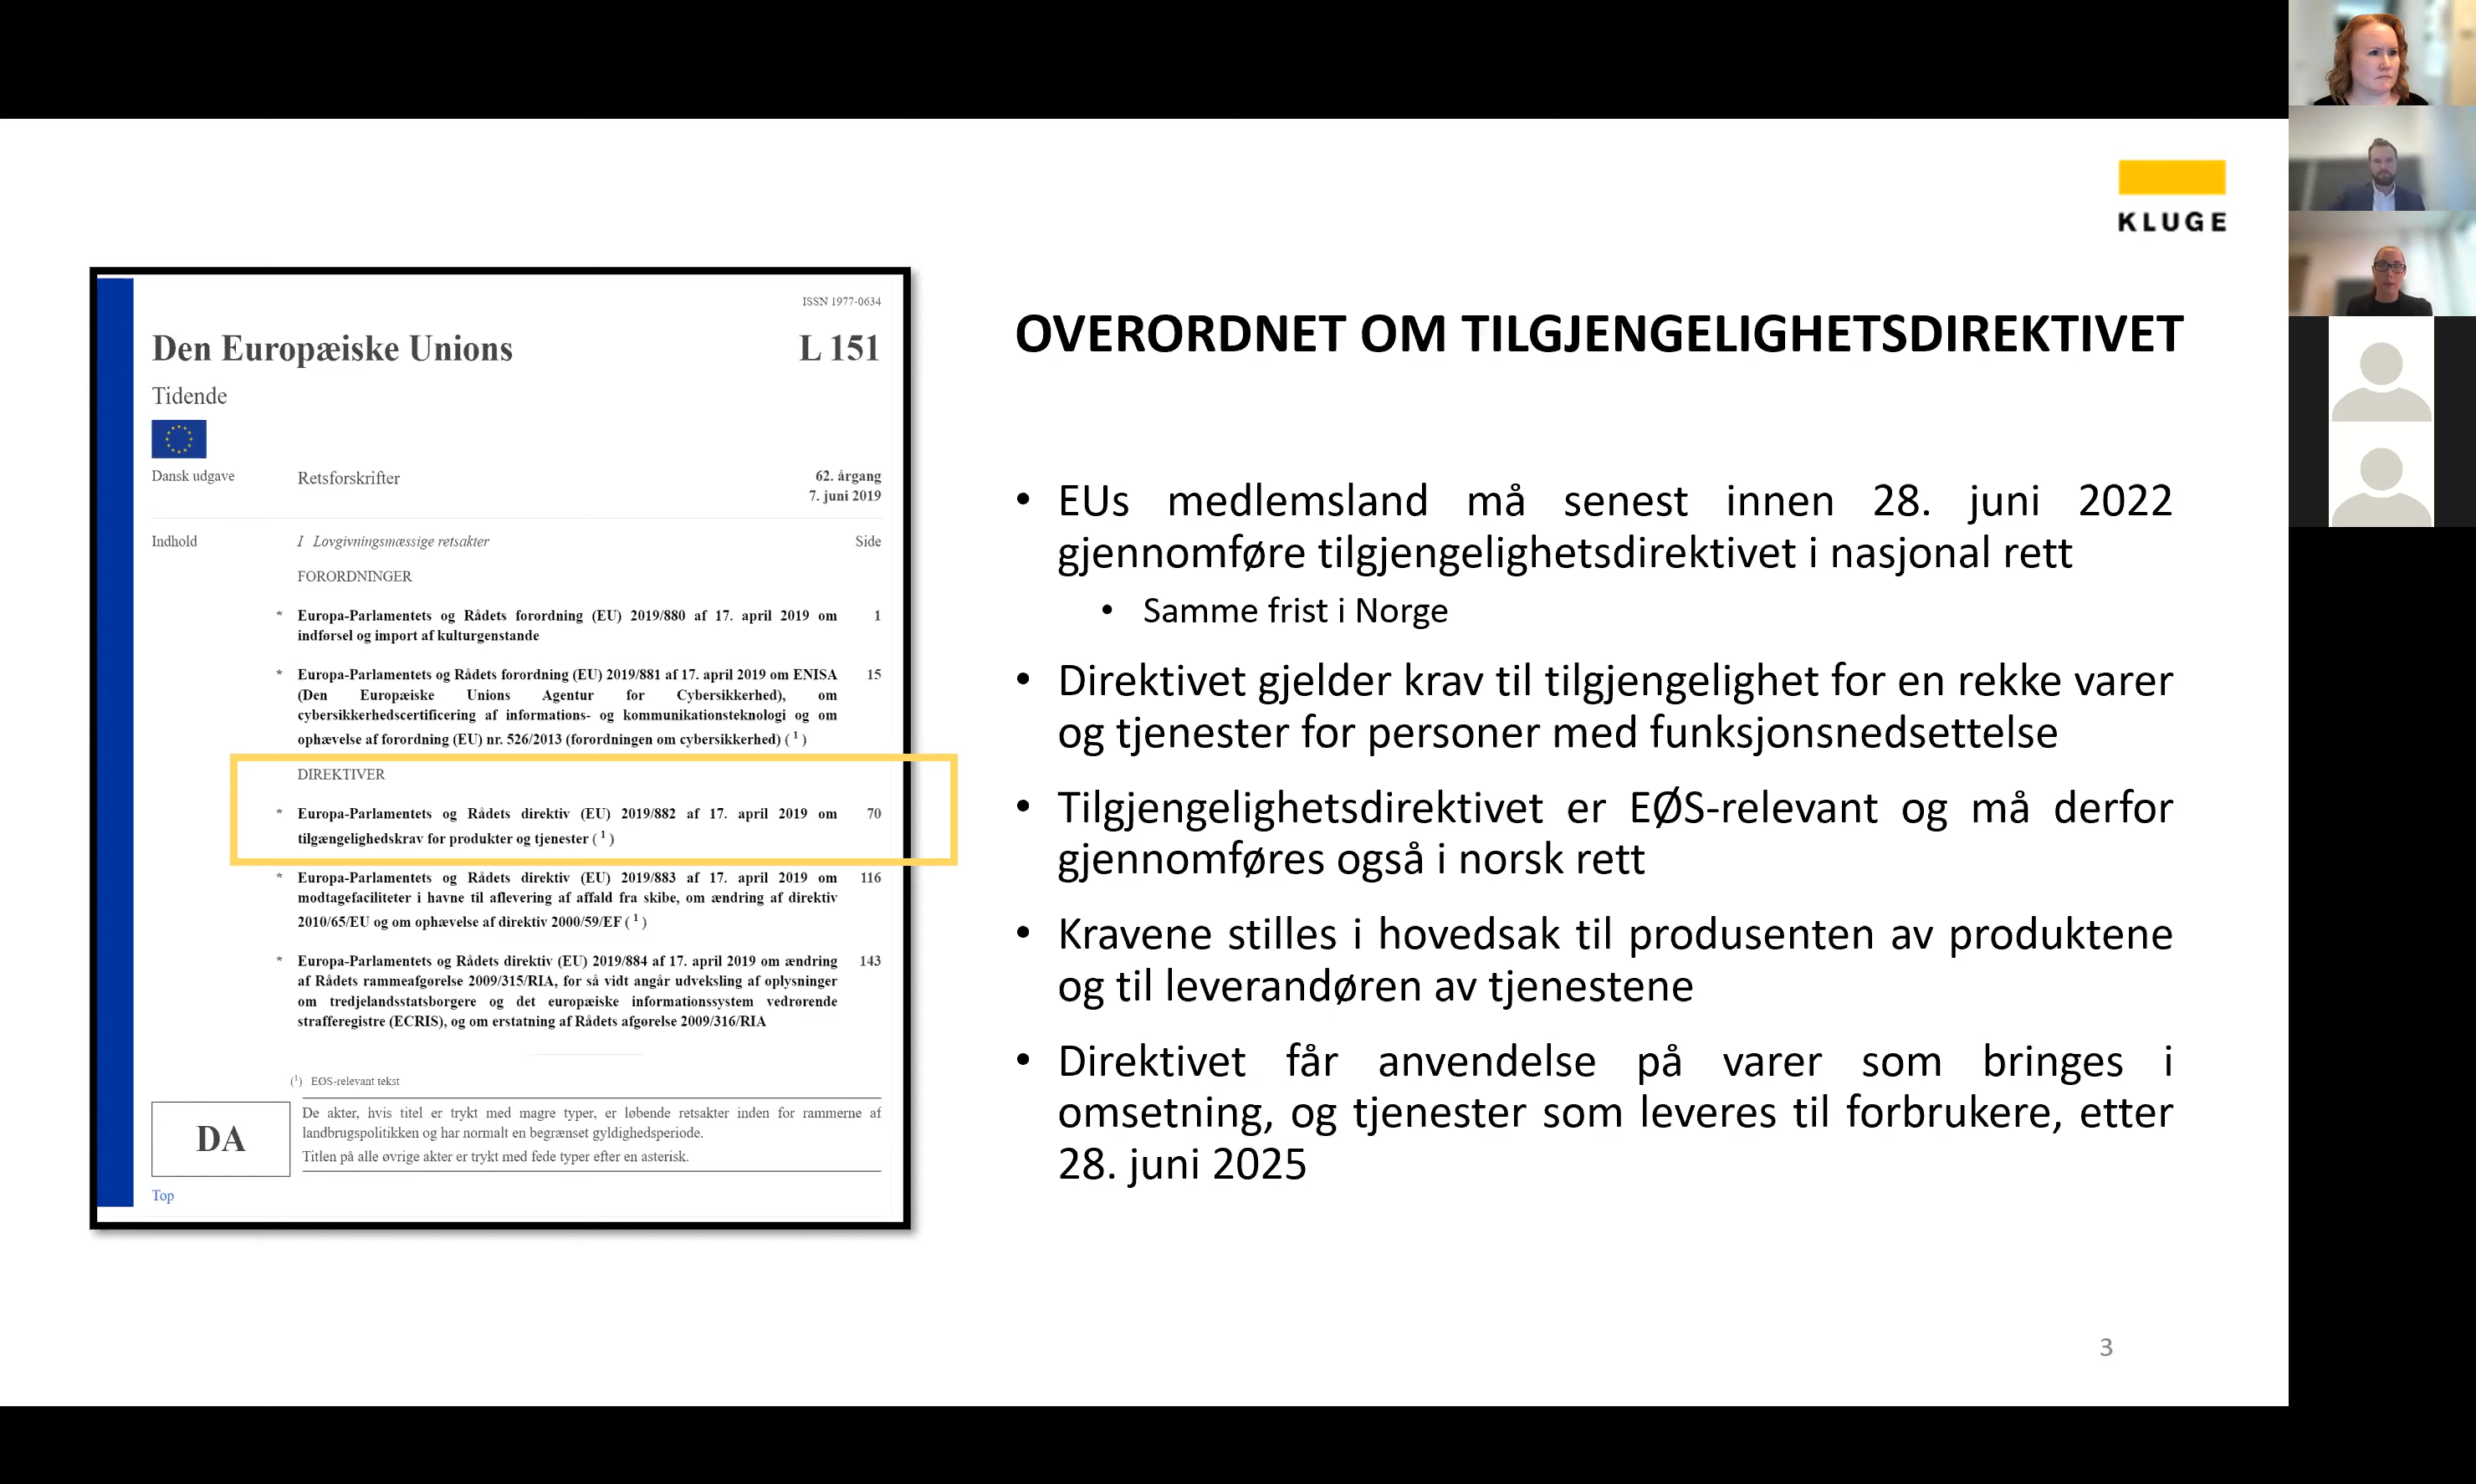 KLUGE
ISSN 1977-0634
Den Europæiske Unions L 151
Tidende
Dansk udgave Retsforskrifter 62. årgang
7. juni 2019
Indhold I Lovgivningsmæssige retsakter Side
FORORDNINGER
* Europa-Parlamentets og Rådets forordning (EU) 2019/880 af 17. april 2019 om 1
indførsel og import af kulturgenstande
* Europa-Parlamentets og Rådets forordning (EU) 2019/881 af 17. april 2019 om ENISA 15
(Den Europæiske Unions Agentur for Cybersikkerhed), om
cybersikkerhedscertificering af informations- og kommunikationsteknologi og om
ophævelse af forordning (EU) nr. 526/2013 (forordningen om cybersikkerhed) (1)
DIREKTIVER
* Europa-Parlamentets og Rådets direktiv (EU) 2019/882 af 17. april 2019 om 70
tilgængelighedskrav for produkter og tjenester (1)
* Europa-Parlamentets og Rådets direktiv (EU) 2019/883 af 17. april 2019 om 116
modtagefaciliteter i havne til aflevering af affald fra skibe, om ændring af direktiv
2010/65/EU og om ophævelse af direktiv 2000/59/EF (1)
* Europa-Parlamentets og Rådets direktiv (EU) 2019/884 af 17. april 2019 om ændring 143
af Rådets rammeafgørelse 2009/315/RIA, for så vidt angår udveksling af oplysninger
om tredjelandsstatsborgere og det europæiske informationssystem vedrørende
strafferegistre (ECRIS), og om erstatning af Rådets afgørelse 2009/316/RIA
(1) EØS-relevant tekst
DA
De akter, hvis titel er trykt med magre typer, er løbende retsakter inden for rammerne af
landbrugspolitikken og har normalt en begrænset gyldighedsperiode.
Titlen på alle øvrige akter er trykt med fede typer efter en asterisk.
Top
OVERORDNET OM TILGJENGELIGHETSDIREKTIVET
• EUs medlemsland må senest innen 28. juni 2022
gjennomføre tilgjengelighetsdirektivet i nasjonal rett
• Samme frist i Norge
• Direktivet gjelder krav til tilgjengelighet for en rekke varer
og tjenester for personer med funksjonsnedsettelse
• Tilgjengelighetsdirektivet er EØS-relevant og må derfor
gjennomføres også i norsk rett
• Kravene stilles i hovedsak til produsenten av produktene
og til leverandøren av tjenestene
• Direktivet får anvendelse på varer som bringes i
omsetning, og tjenester som leveres til forbrukere, etter
28. juni 2025
3